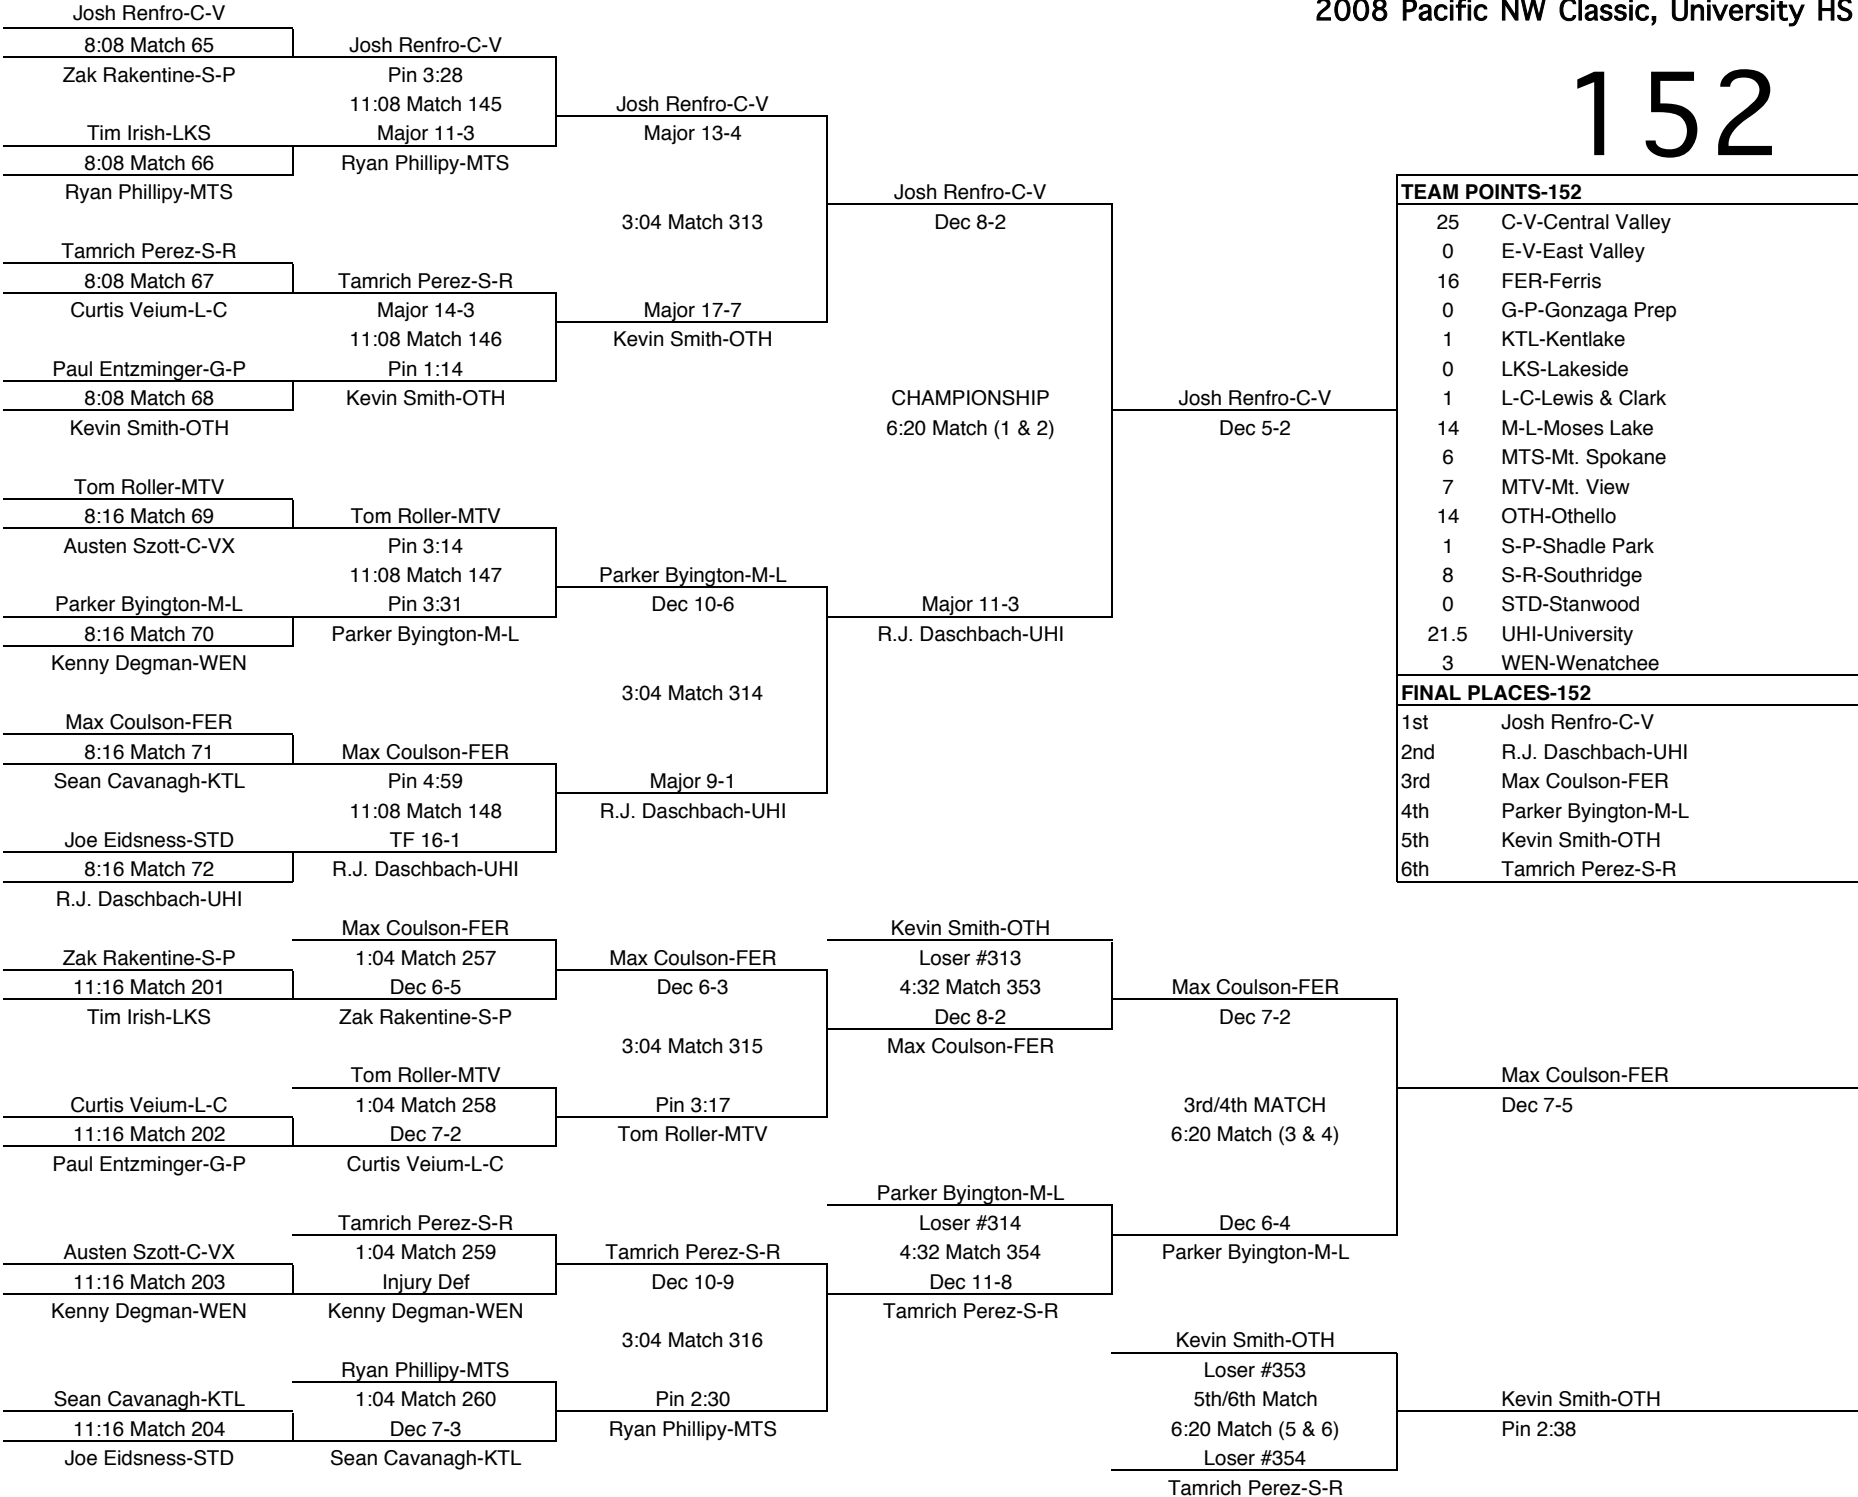 2008 Pacific NW Classic, University HS
152
Josh Renfro-C-V
8:08 Match 65
Zak Rakentine-S-P
Tim Irish-LKS
8:08 Match 66
Ryan Phillipy-MTS
Tamrich Perez-S-R
8:08 Match 67
Curtis Veium-L-C
Paul Entzminger-G-P
8:08 Match 68
Kevin Smith-OTH
Tom Roller-MTV
8:16 Match 69
Austen Szott-C-VX
Parker Byington-M-L
8:16 Match 70
Kenny Degman-WEN
Max Coulson-FER
8:16 Match 71
Sean Cavanagh-KTL
Joe Eidsness-STD
8:16 Match 72
R.J. Daschbach-UHI
Josh Renfro-C-V
Pin 3:28
11:08 Match 145
Major 11-3
Ryan Phillipy-MTS
Tamrich Perez-S-R
Major 14-3
11:08 Match 146
Pin 1:14
Kevin Smith-OTH
Tom Roller-MTV
Pin 3:14
11:08 Match 147
Pin 3:31
Parker Byington-M-L
Max Coulson-FER
Pin 4:59
11:08 Match 148
TF 16-1
R.J. Daschbach-UHI
Josh Renfro-C-V
Major 13-4
3:04 Match 313
Major 17-7
Kevin Smith-OTH
Parker Byington-M-L
Dec 10-6
3:04 Match 314
Major 9-1
R.J. Daschbach-UHI
Josh Renfro-C-V
Dec 8-2
CHAMPIONSHIP
6:20 Match (1 & 2)
Major 11-3
R.J. Daschbach-UHI
Josh Renfro-C-V
Dec 5-2
TEAM POINTS-152
25 C-V-Central Valley
0 E-V-East Valley
16 FER-Ferris
0 G-P-Gonzaga Prep
1 KTL-Kentlake
0 LKS-Lakeside
1 L-C-Lewis & Clark
14 M-L-Moses Lake
6 MTS-Mt. Spokane
7 MTV-Mt. View
14 OTH-Othello
1 S-P-Shadle Park
8 S-R-Southridge
0 STD-Stanwood
21.5 UHI-University
3 WEN-Wenatchee
FINAL PLACES-152
1st Josh Renfro-C-V
2nd R.J. Daschbach-UHI
3rd Max Coulson-FER
4th Parker Byington-M-L
5th Kevin Smith-OTH
6th Tamrich Perez-S-R
Zak Rakentine-S-P
11:16 Match 201
Tim Irish-LKS
Curtis Veium-L-C
11:16 Match 202
Paul Entzminger-G-P
Austen Szott-C-VX
11:16 Match 203
Kenny Degman-WEN
Sean Cavanagh-KTL
11:16 Match 204
Joe Eidsness-STD
Max Coulson-FER
1:04 Match 257
Dec 6-5
Zak Rakentine-S-P
Tom Roller-MTV
1:04 Match 258
Dec 7-2
Curtis Veium-L-C
Tamrich Perez-S-R
1:04 Match 259
Injury Def
Kenny Degman-WEN
Ryan Phillipy-MTS
1:04 Match 260
Dec 7-3
Sean Cavanagh-KTL
Max Coulson-FER
Dec 6-3
3:04 Match 315
Pin 3:17
Tom Roller-MTV
Tamrich Perez-S-R
Dec 10-9
3:04 Match 316
Pin 2:30
Ryan Phillipy-MTS
Kevin Smith-OTH
Loser #313
4:32 Match 353
Dec 8-2
Max Coulson-FER
Parker Byington-M-L
Loser #314
4:32 Match 354
Dec 11-8
Tamrich Perez-S-R
Max Coulson-FER
Dec 7-2
3rd/4th MATCH
6:20 Match (3 & 4)
Dec 6-4
Parker Byington-M-L
Max Coulson-FER
Dec 7-5
Kevin Smith-OTH
Loser #353
5th/6th Match
6:20 Match (5 & 6)
Loser #354
Tamrich Perez-S-R
Kevin Smith-OTH
Pin 2:38